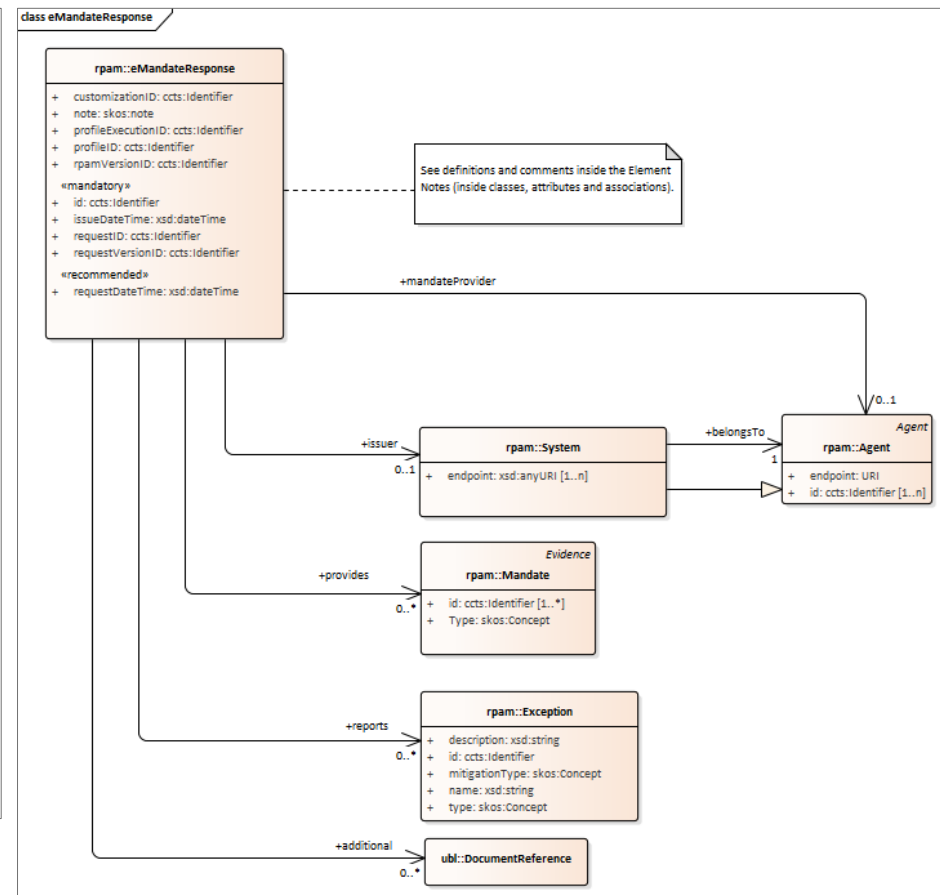 class eMandateResponse
rpam::eMandateResponse
+ customizationID: ccts:Identifier
+ note: skos:note
+ profileExecutionID: ccts:Identifier
+ profileID: ccts:Identifier
+ rpamVersionID: ccts:Identifier
«mandatory»
+ id: ccts:Identifier
+ issueDateTime: xsd:dateTime
+ requestID: ccts:Identifier
+ requestVersionID: ccts:Identifier
«recommended»
+ requestDateTime: xsd:dateTime
See definitions and comments inside the Element
Notes (inside classes, attributes and associations).
+mandateProvider
0..1
+issuer
0..1
rpam::System
+ endpoint: xsd:anyURI [1..n]
+belongsTo
1
Agent
rpam::Agent
+ endpoint: URI
+ id: ccts:Identifier [1..n]
+provides
0..*
Evidence
rpam::Mandate
+ id: ccts:Identifier [1..*]
+ Type: skos:Concept
+reports
0..*
rpam::Exception
+ description: xsd:string
+ id: ccts:Identifier
+ mitigationType: skos:Concept
+ name: xsd:string
+ type: skos:Concept
+additional
0..*
ubl::DocumentReference